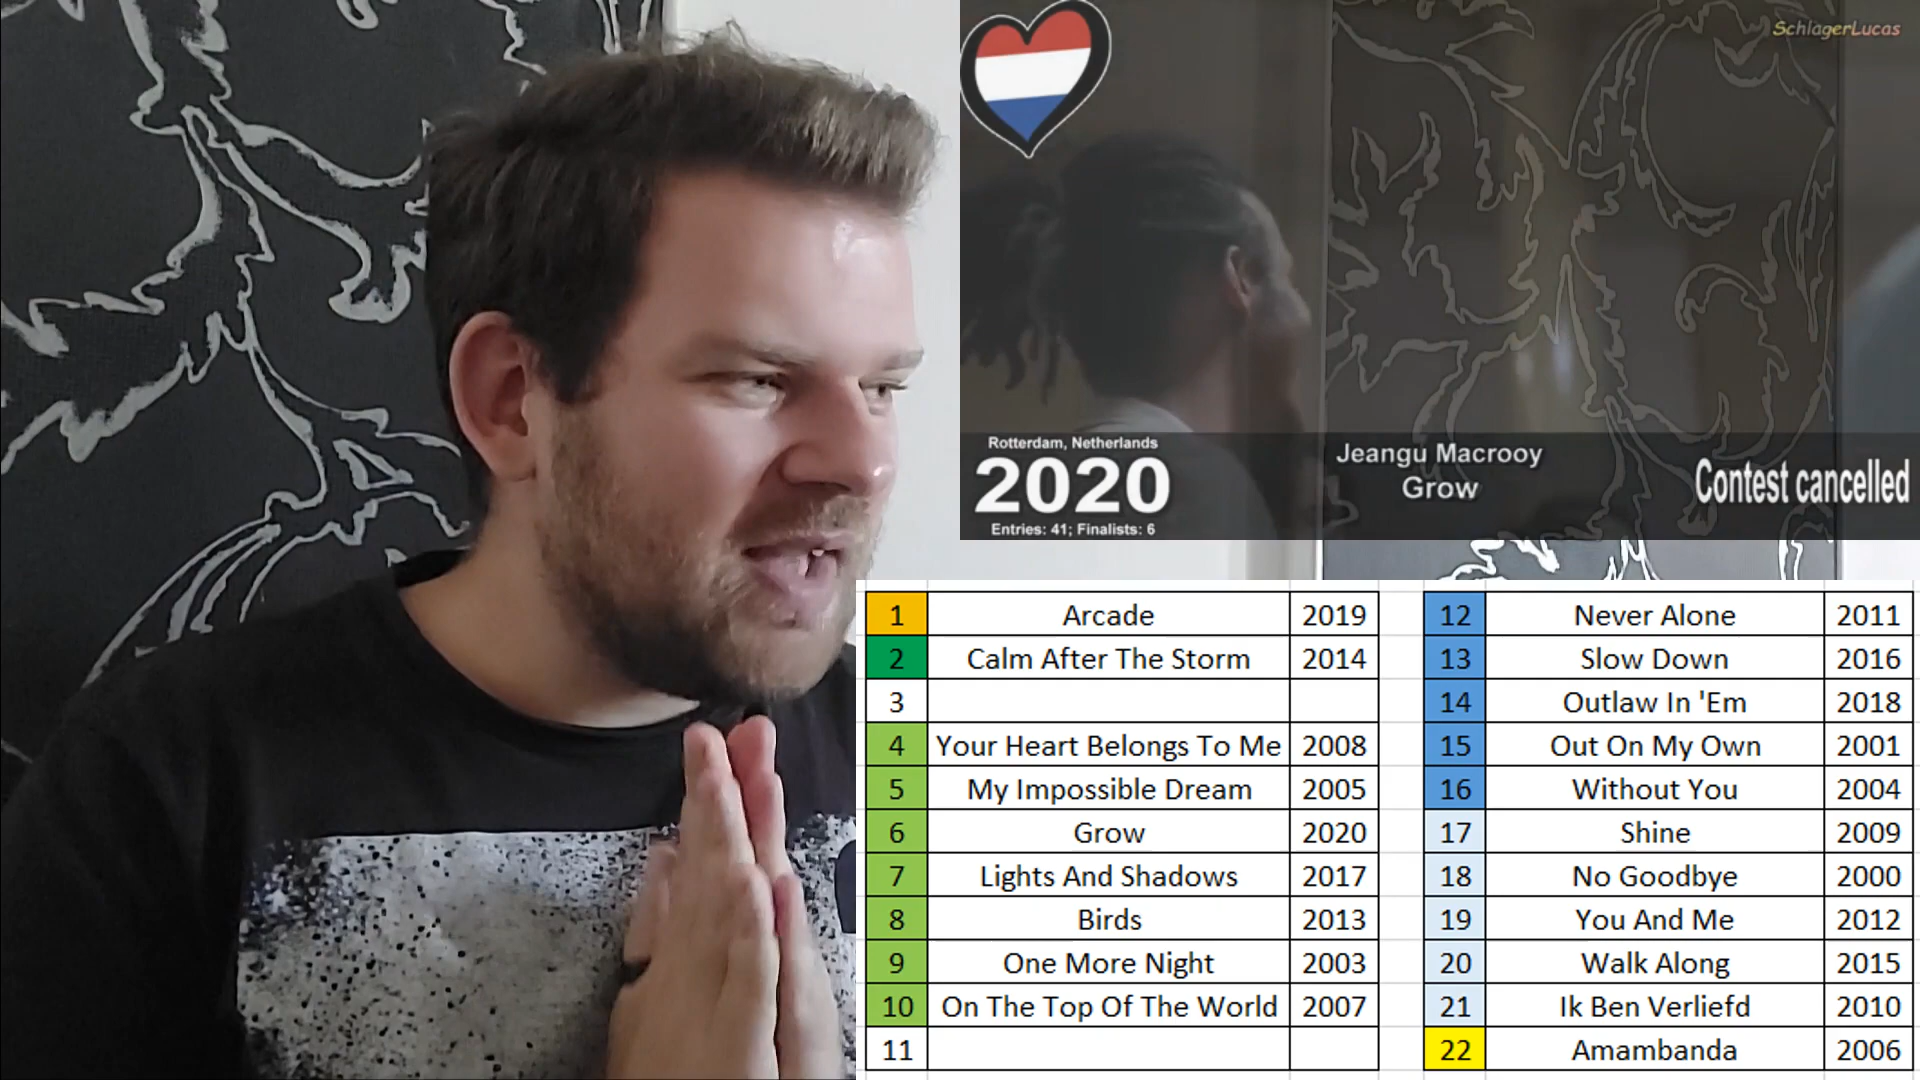 SchlagerLucas
Rotterdam, Netherlands
2020
Entries: 41; Finalists: 6
Jeangu Macrooy
Grow
Contest cancelled
1 Arcade 2019
2 Calm After The Storm 2014
3
4 Your Heart Belongs To Me 2008
5 My Impossible Dream 2005
6 Grow 2020
7 Lights And Shadows 2017
8 Birds 2013
9 One More Night 2003
10 On The Top Of The World 2007
11
12 Never Alone 2011
13 Slow Down 2016
14 Outlaw In 'Em 2018
15 Out On My Own 2001
16 Without You 2004
17 Shine 2009
18 No Goodbye 2000
19 You And Me 2012
20 Walk Along 2015
21 Ik Ben Verliefd 2010
22 Amambanda 2006